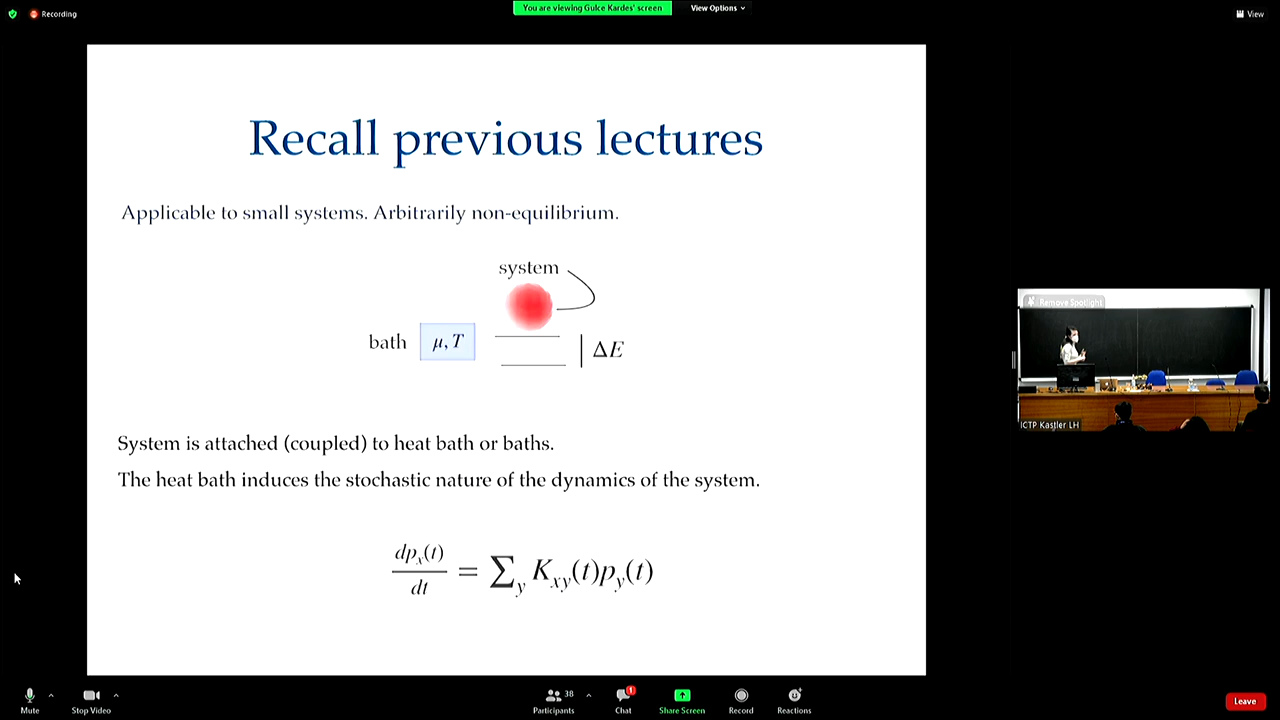 Recording
You are viewing Gulce Kardes' screen
View Options
View
Recall previous lectures
Applicable to small systems. Arbitrarily non-equilibrium.
system
bath
μ, T
ΔE
System is attached (coupled) to heat bath or baths.
The heat bath induces the stochastic nature of the dynamics of the system.
dpₓ(t)/dt = ∑_y K_xy(t)p_y(t)
Remove Spotlight
ICTP Kastler LH
Mute
Stop Video
Participants
38
Chat
1
Share Screen
Record
Reactions
Leave